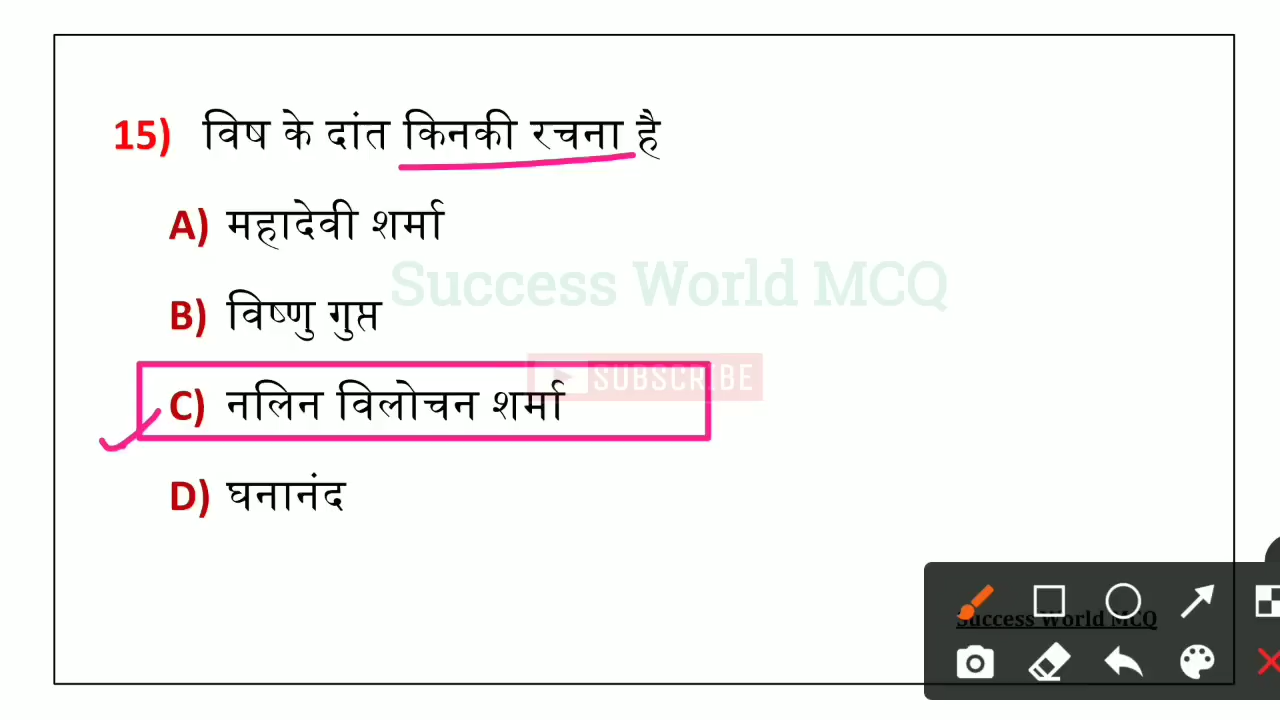 15) विष के दांत किनकी रचना है
A) महादेवी शर्मा
Success World MCQ
B) विष्णु गुप्त
SUBSCRIBE
C) नलिन विलोचन शर्मा
D) घनानंद
Success World MCQ